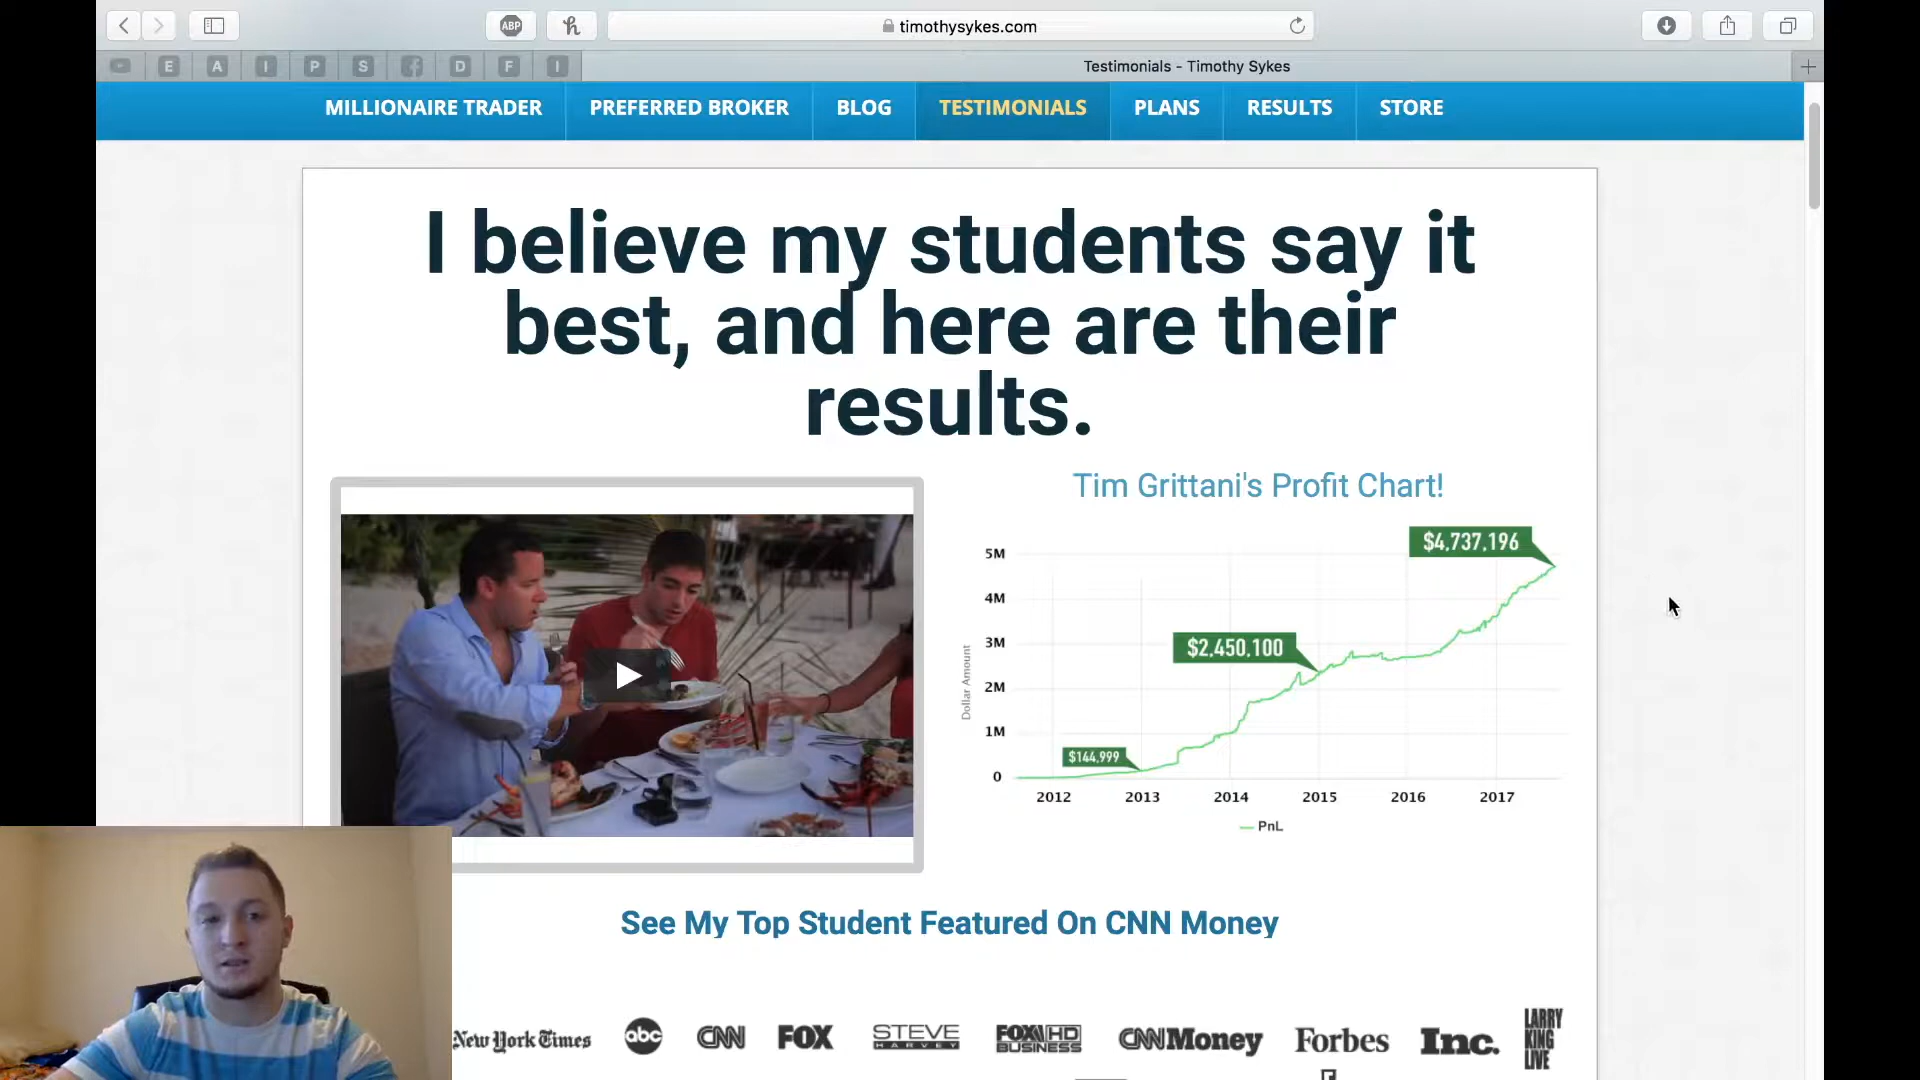 ABP
timothysykes.com
E A I P S D F I
Testimonials - Timothy Sykes
MILLIONAIRE TRADER PREFERRED BROKER BLOG TESTIMONIALS PLANS RESULTS STORE
I believe my students say it
best, and here are their
results.
Tim Grittani's Profit Chart!
$4,737,196
5M
4M
3M
2M
1M
0
Dollar Amount
$2,450,100
$144,999
2012 2013 2014 2015 2016 2017
PnL
See My Top Student Featured On CNN Money
New York Times abc CNN FOX STEVE HARVEY FOX HD BUSINESS CNNMoney Forbes Inc. LARRY KING LIVE